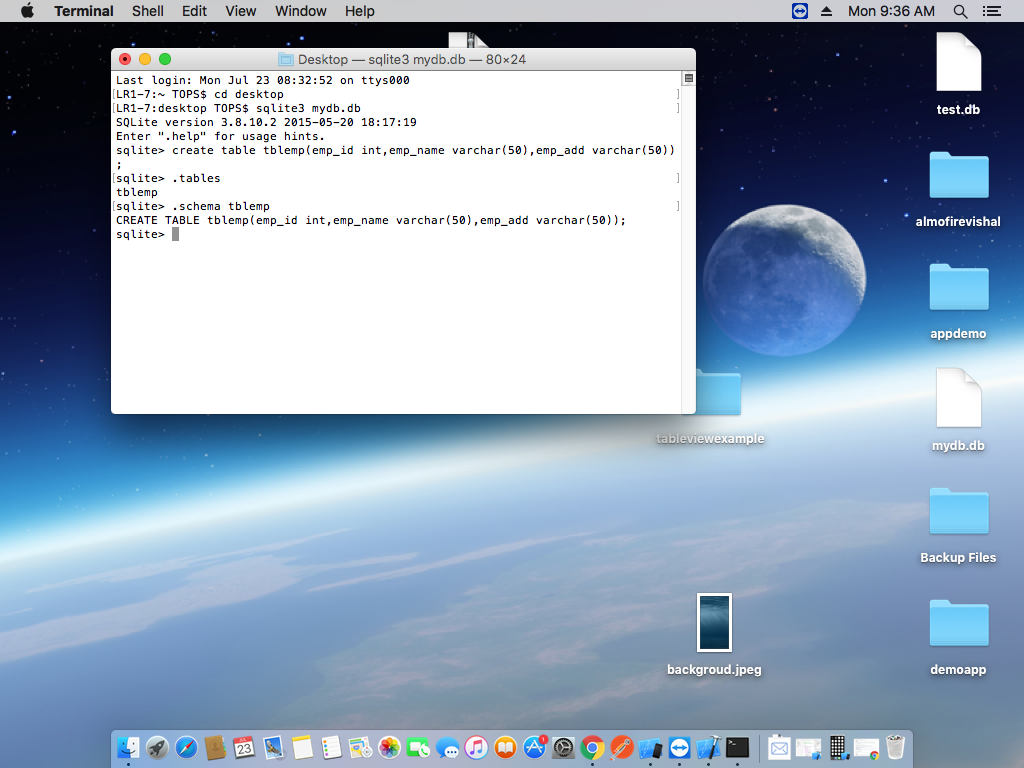 Terminal Shell Edit View Window Help Mon 9:36 AM
Desktop — sqlite3 mydb.db — 80×24
Last login: Mon Jul 23 08:32:52 on ttys000
[LR1-7:~ TOPS$ cd desktop ]
[LR1-7:desktop TOPS$ sqlite3 mydb.db ]
SQLite version 3.8.10.2 2015-05-20 18:17:19
Enter ".help" for usage hints.
sqlite> create table tblemp(emp_id int,emp_name varchar(50),emp_add varchar(50))
;
[sqlite> .tables ]
tblemp
[sqlite> .schema tblemp ]
CREATE TABLE tblemp(emp_id int,emp_name varchar(50),emp_add varchar(50));
sqlite>
test.db
almofirevishal
appdemo
tableviewexample
mydb.db
Backup Files
backgroud.jpeg
demoapp
23
1